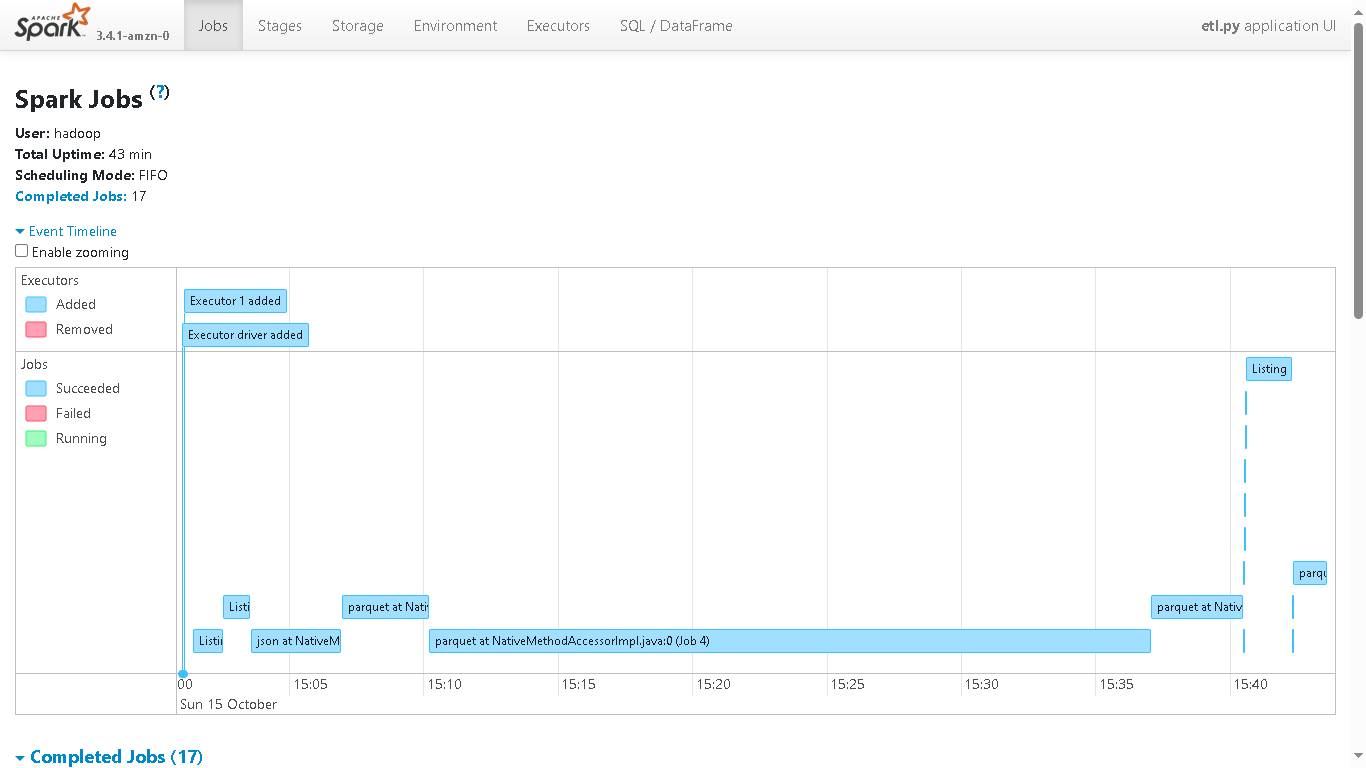 APACHE
Spark
3.4.1-amzn-0
Jobs
Stages
Storage
Environment
Executors
SQL / DataFrame
etl.py application UI
Spark Jobs (?)
User: hadoop
Total Uptime: 43 min
Scheduling Mode: FIFO
Completed Jobs: 17
Event Timeline
Enable zooming
Executors
Added
Removed
Executor 1 added
Executor driver added
Jobs
Succeeded
Failed
Running
Listing
parqu
Listi
parquet at Nativ
parquet at Nativ
Listin
json at NativeM
parquet at NativeMethodAccessorImpl.java:0 (Job 4)
00
15:05
15:10
15:15
15:20
15:25
15:30
15:35
15:40
Sun 15 October
Completed Jobs (17)